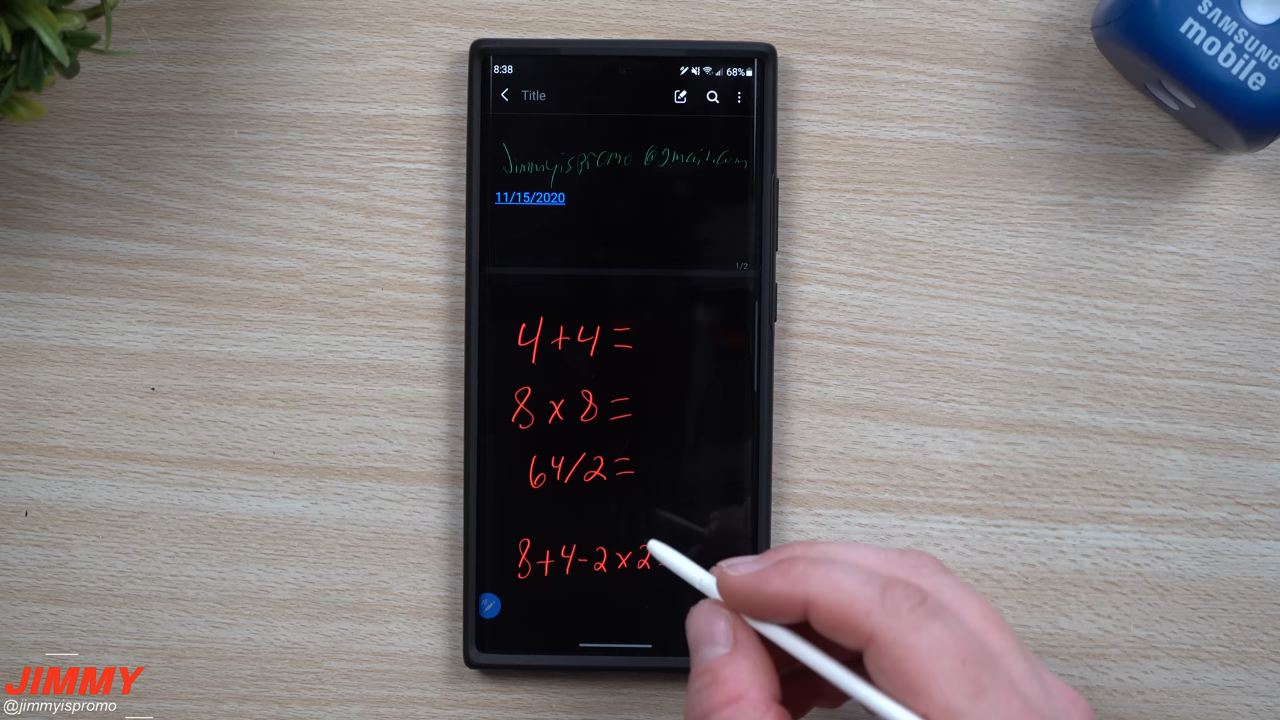 SAMSUNG
mobile
8:38
68%
Title
Jimmyispromo@gmail.com
11/15/2020
1/2
4+4=
8x8=
64/2=
8+4-2x2=
JIMMY
@jimmyispromo